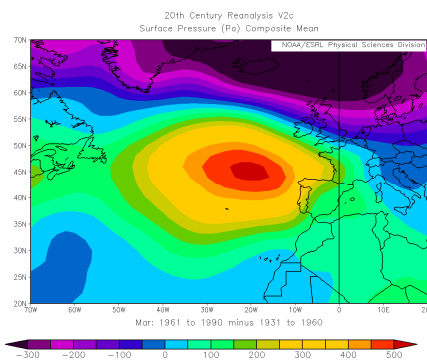 20th Century Reanalysis V2c
Surface Pressure (Pa) Composite Mean
NOAA/ESRL Physical Sciences Division
70N
65N
60N
55N
50N
45N
40N
35N
30N
25N
20N
70W 60W 50W 40W 30W 20W 10W 0 10E 20E
Mar: 1961 to 1990 minus 1931 to 1960
-300 -200 -100 0 100 200 300 400 500